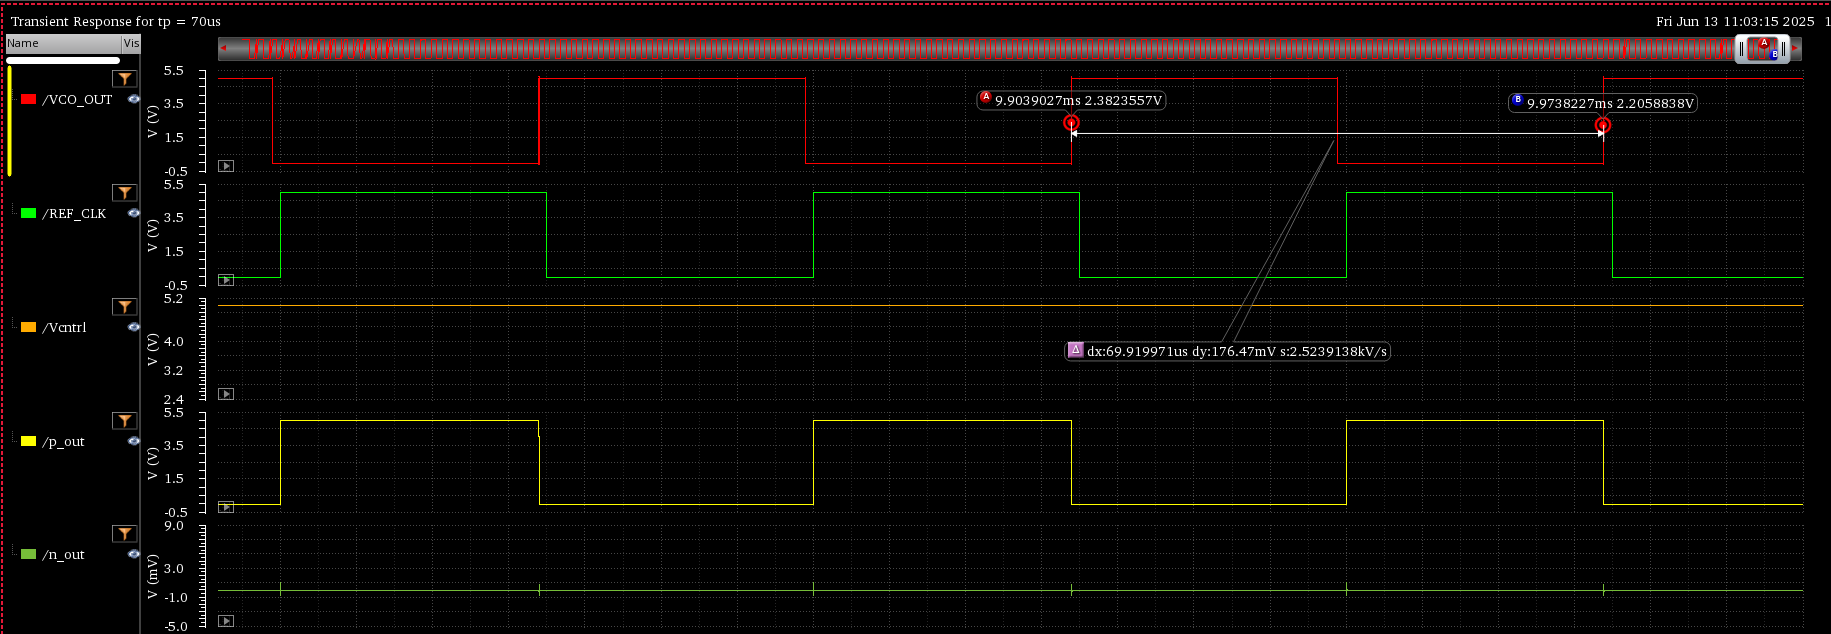 Transient Response for tp = 70us
Fri Jun 13 11:03:15 2025 1
Name Vis
/VCO_OUT
V (V)
5.5
3.5
1.5
-0.5
A 9.9039027ms 2.3823557V
B 9.9738227ms 2.2058838V
A
B
/REF_CLK
V (V)
5.5
3.5
1.5
-0.5
/Vcntrl
V (V)
5.2
4.0
3.2
2.4
Δ dx:69.919971us dy:176.47mV s:2.5239138kV/s
/p_out
V (V)
5.5
3.5
1.5
-0.5
/n_out
V (mV)
9.0
3.0
-1.0
-5.0